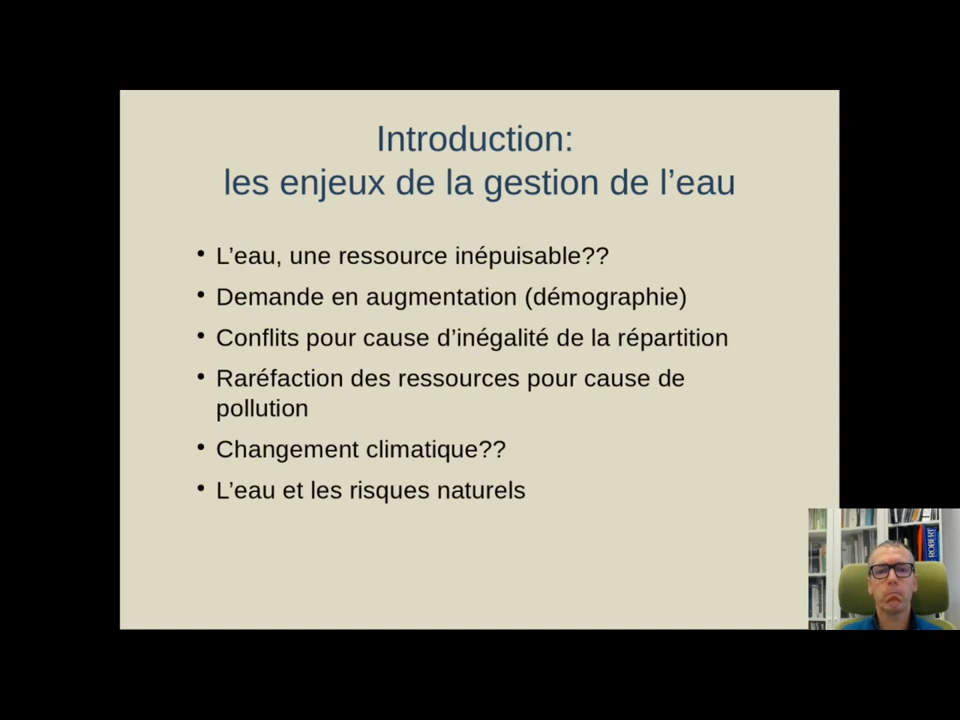 Introduction:
les enjeux de la gestion de l’eau
• L’eau, une ressource inépuisable??
• Demande en augmentation (démographie)
• Conflits pour cause d’inégalité de la répartition
• Raréfaction des ressources pour cause de
pollution
• Changement climatique??
• L’eau et les risques naturels
ROBERT